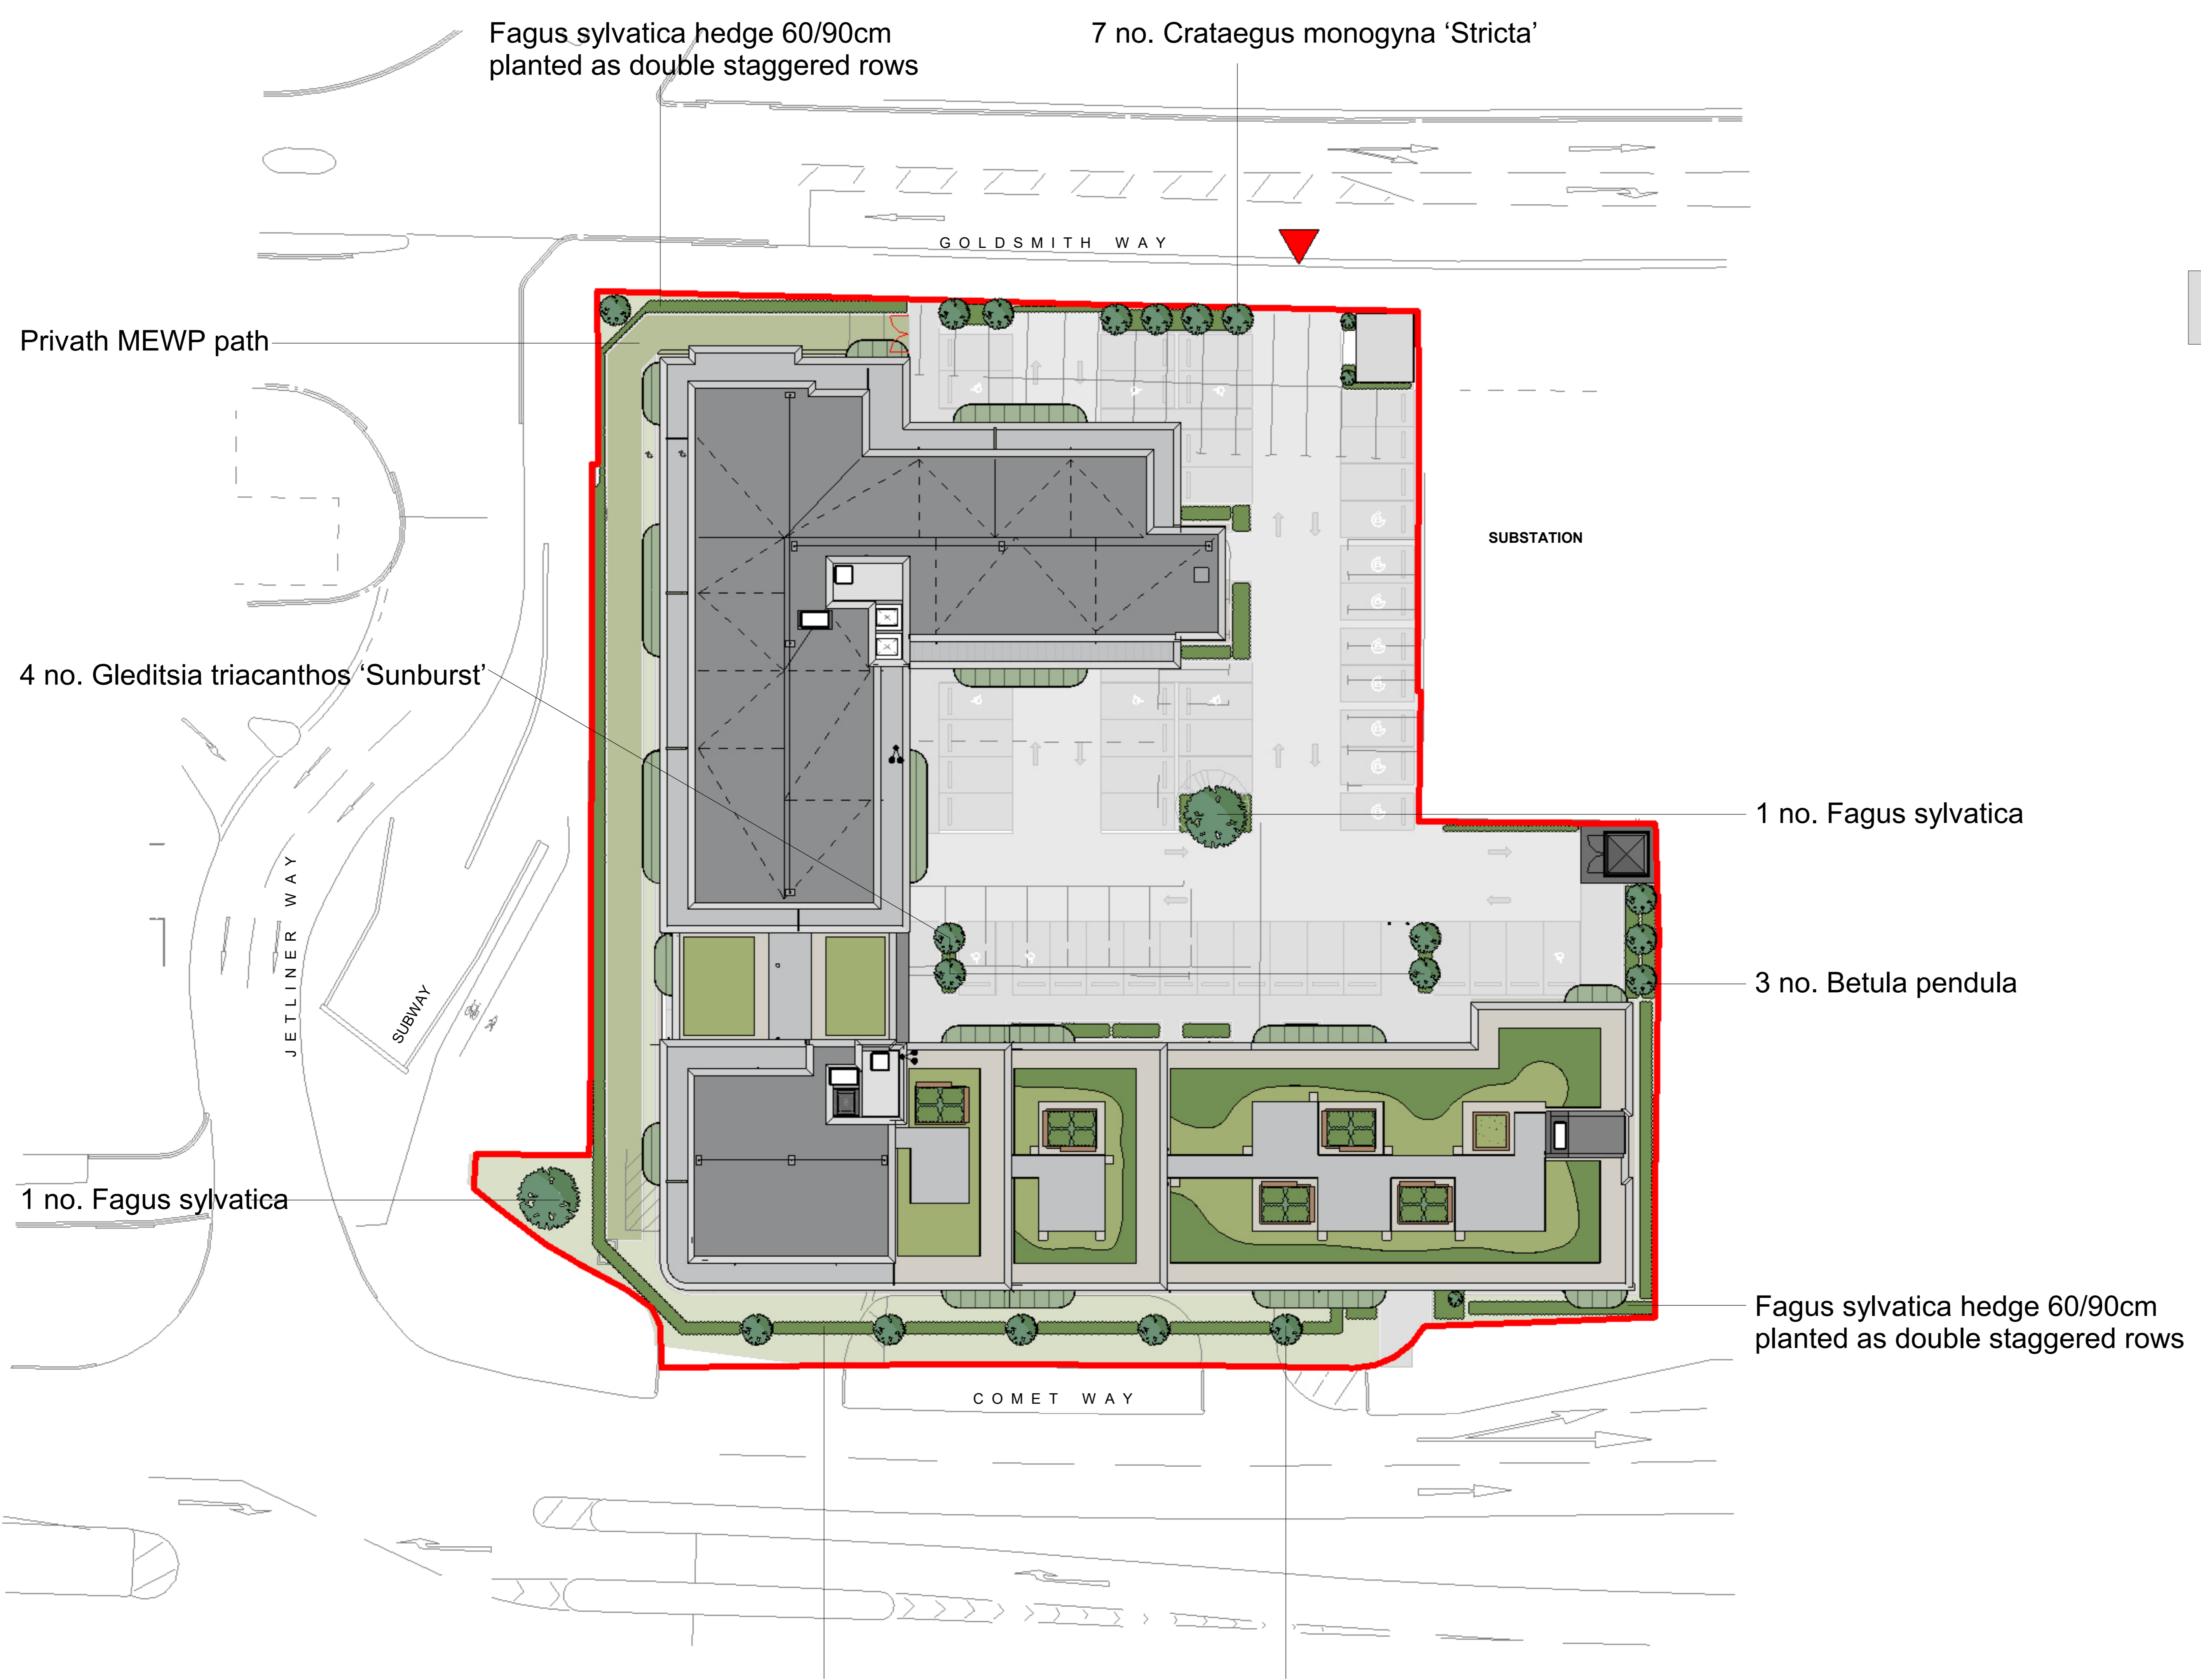 Fagus sylvatica hedge 60/90cm
planted as double staggered rows
7 no. Crataegus monogyna ‘Stricta’
GOLDSMITH WAY
Privath MEWP path
SUBSTATION
4 no. Gleditsia triacanthos ‘Sunburst’
1 no. Fagus sylvatica
JETLINER WAY
SUBWAY
3 no. Betula pendula
1 no. Fagus sylvatica
Fagus sylvatica hedge 60/90cm
planted as double staggered rows
COMET WAY